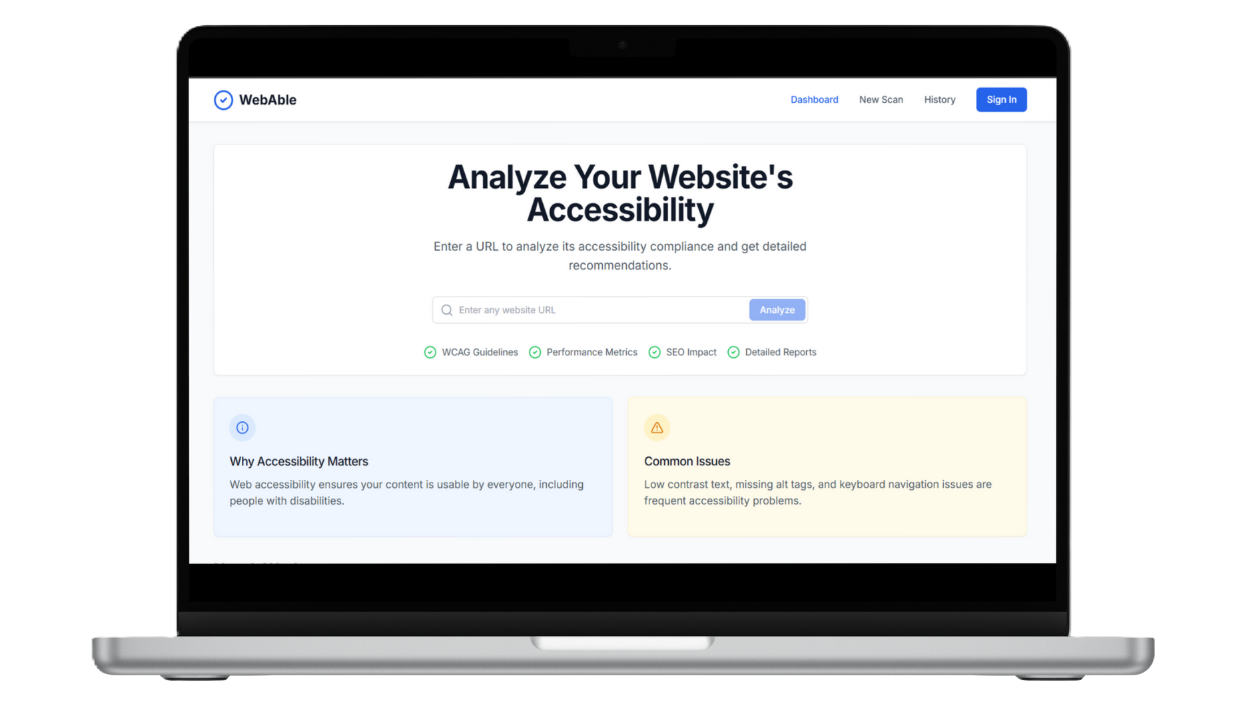 WebAble
Dashboard
New Scan
History
Sign In
Analyze Your Website's
Accessibility
Enter a URL to analyze its accessibility compliance and get detailed
recommendations.
Enter any website URL
Analyze
WCAG Guidelines
Performance Metrics
SEO Impact
Detailed Reports
Why Accessibility Matters
Web accessibility ensures your content is usable by everyone, including
people with disabilities.
Common Issues
Low contrast text, missing alt tags, and keyboard navigation issues are
frequent accessibility problems.